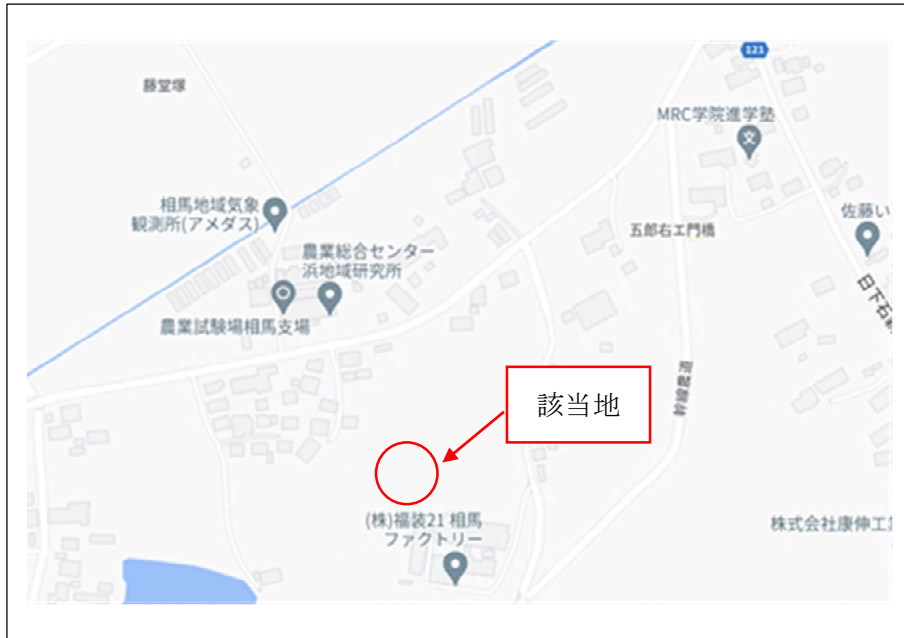 121
藤堂塚
MRC学院進学塾
文
相馬地域気象
観測所(アメダス)
佐藤い
五郎右エ門橋
農業総合センター
浜地域研究所
農業試験場相馬支場
日下石
該当地
(株)福装21 相馬
ファクトリー
株式会社康伸工業